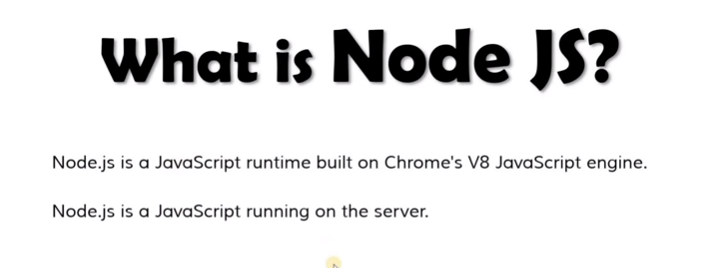 What is Node JS?
Node.js is a JavaScript runtime built on Chrome's V8 JavaScript engine.
Node.js is a JavaScript running on the server.